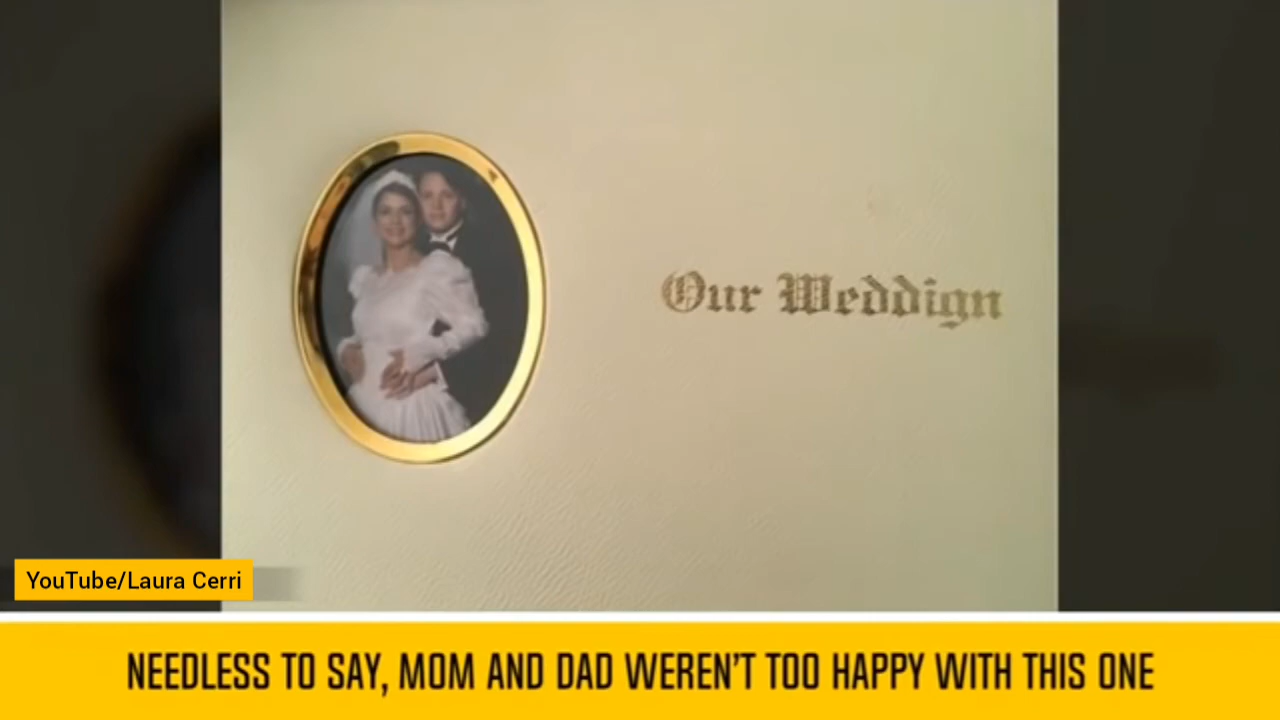 Our Weddign
YouTube/Laura Cerri
NEEDLESS TO SAY, MOM AND DAD WEREN'T TOO HAPPY WITH THIS ONE